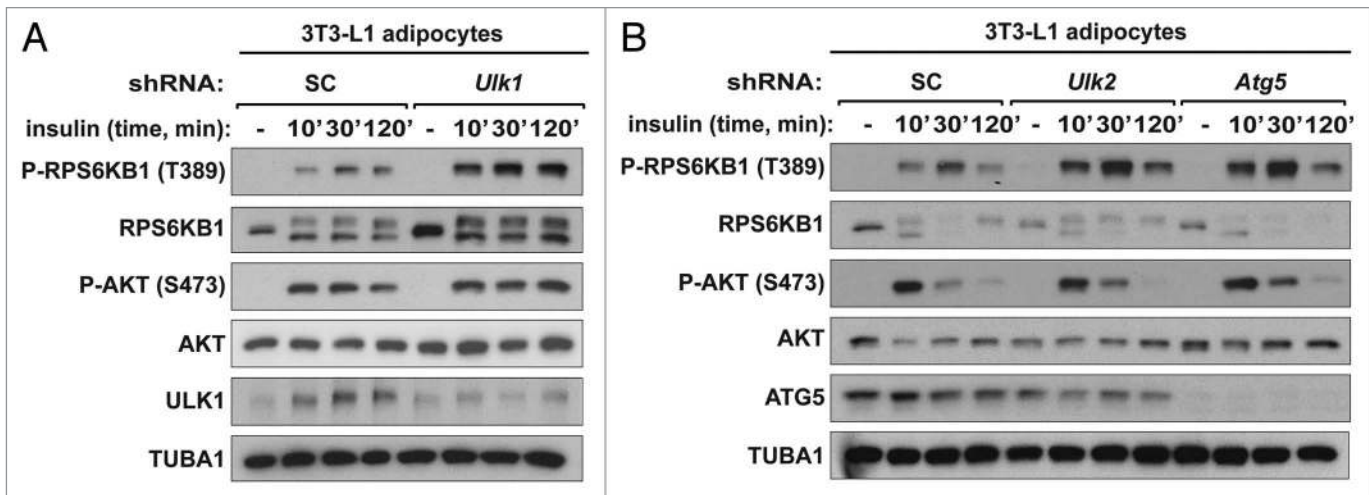 A
3T3-L1 adipocytes
shRNA: SC Ulk1
insulin (time, min): - 10' 30' 120' - 10' 30' 120'
P-RPS6KB1 (T389)
RPS6KB1
P-AKT (S473)
AKT
ULK1
TUBA1
B
3T3-L1 adipocytes
shRNA: SC Ulk2 Atg5
insulin (time, min): - 10' 30' 120' - 10' 30' 120' - 10' 30' 120'
P-RPS6KB1 (T389)
RPS6KB1
P-AKT (S473)
AKT
ATG5
TUBA1